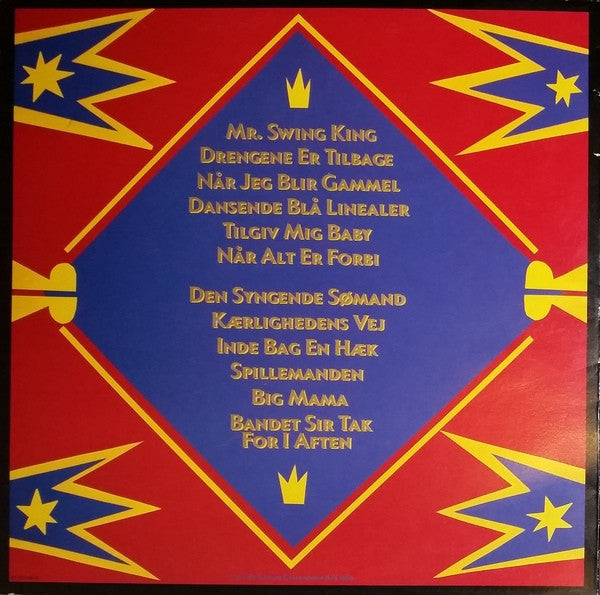 Mr. Swing King
Drengene Er Tilbage
Når Jeg Blir Gammel
Dansende Blå Linealer
Tilgiv Mig Baby
Når Alt Er Forbi
Den Syngende Sømand
Kærlighedens Vej
Inde Bag En Hæk
Spillemanden
Big Mama
Bandet Sir Tak
For I Aften